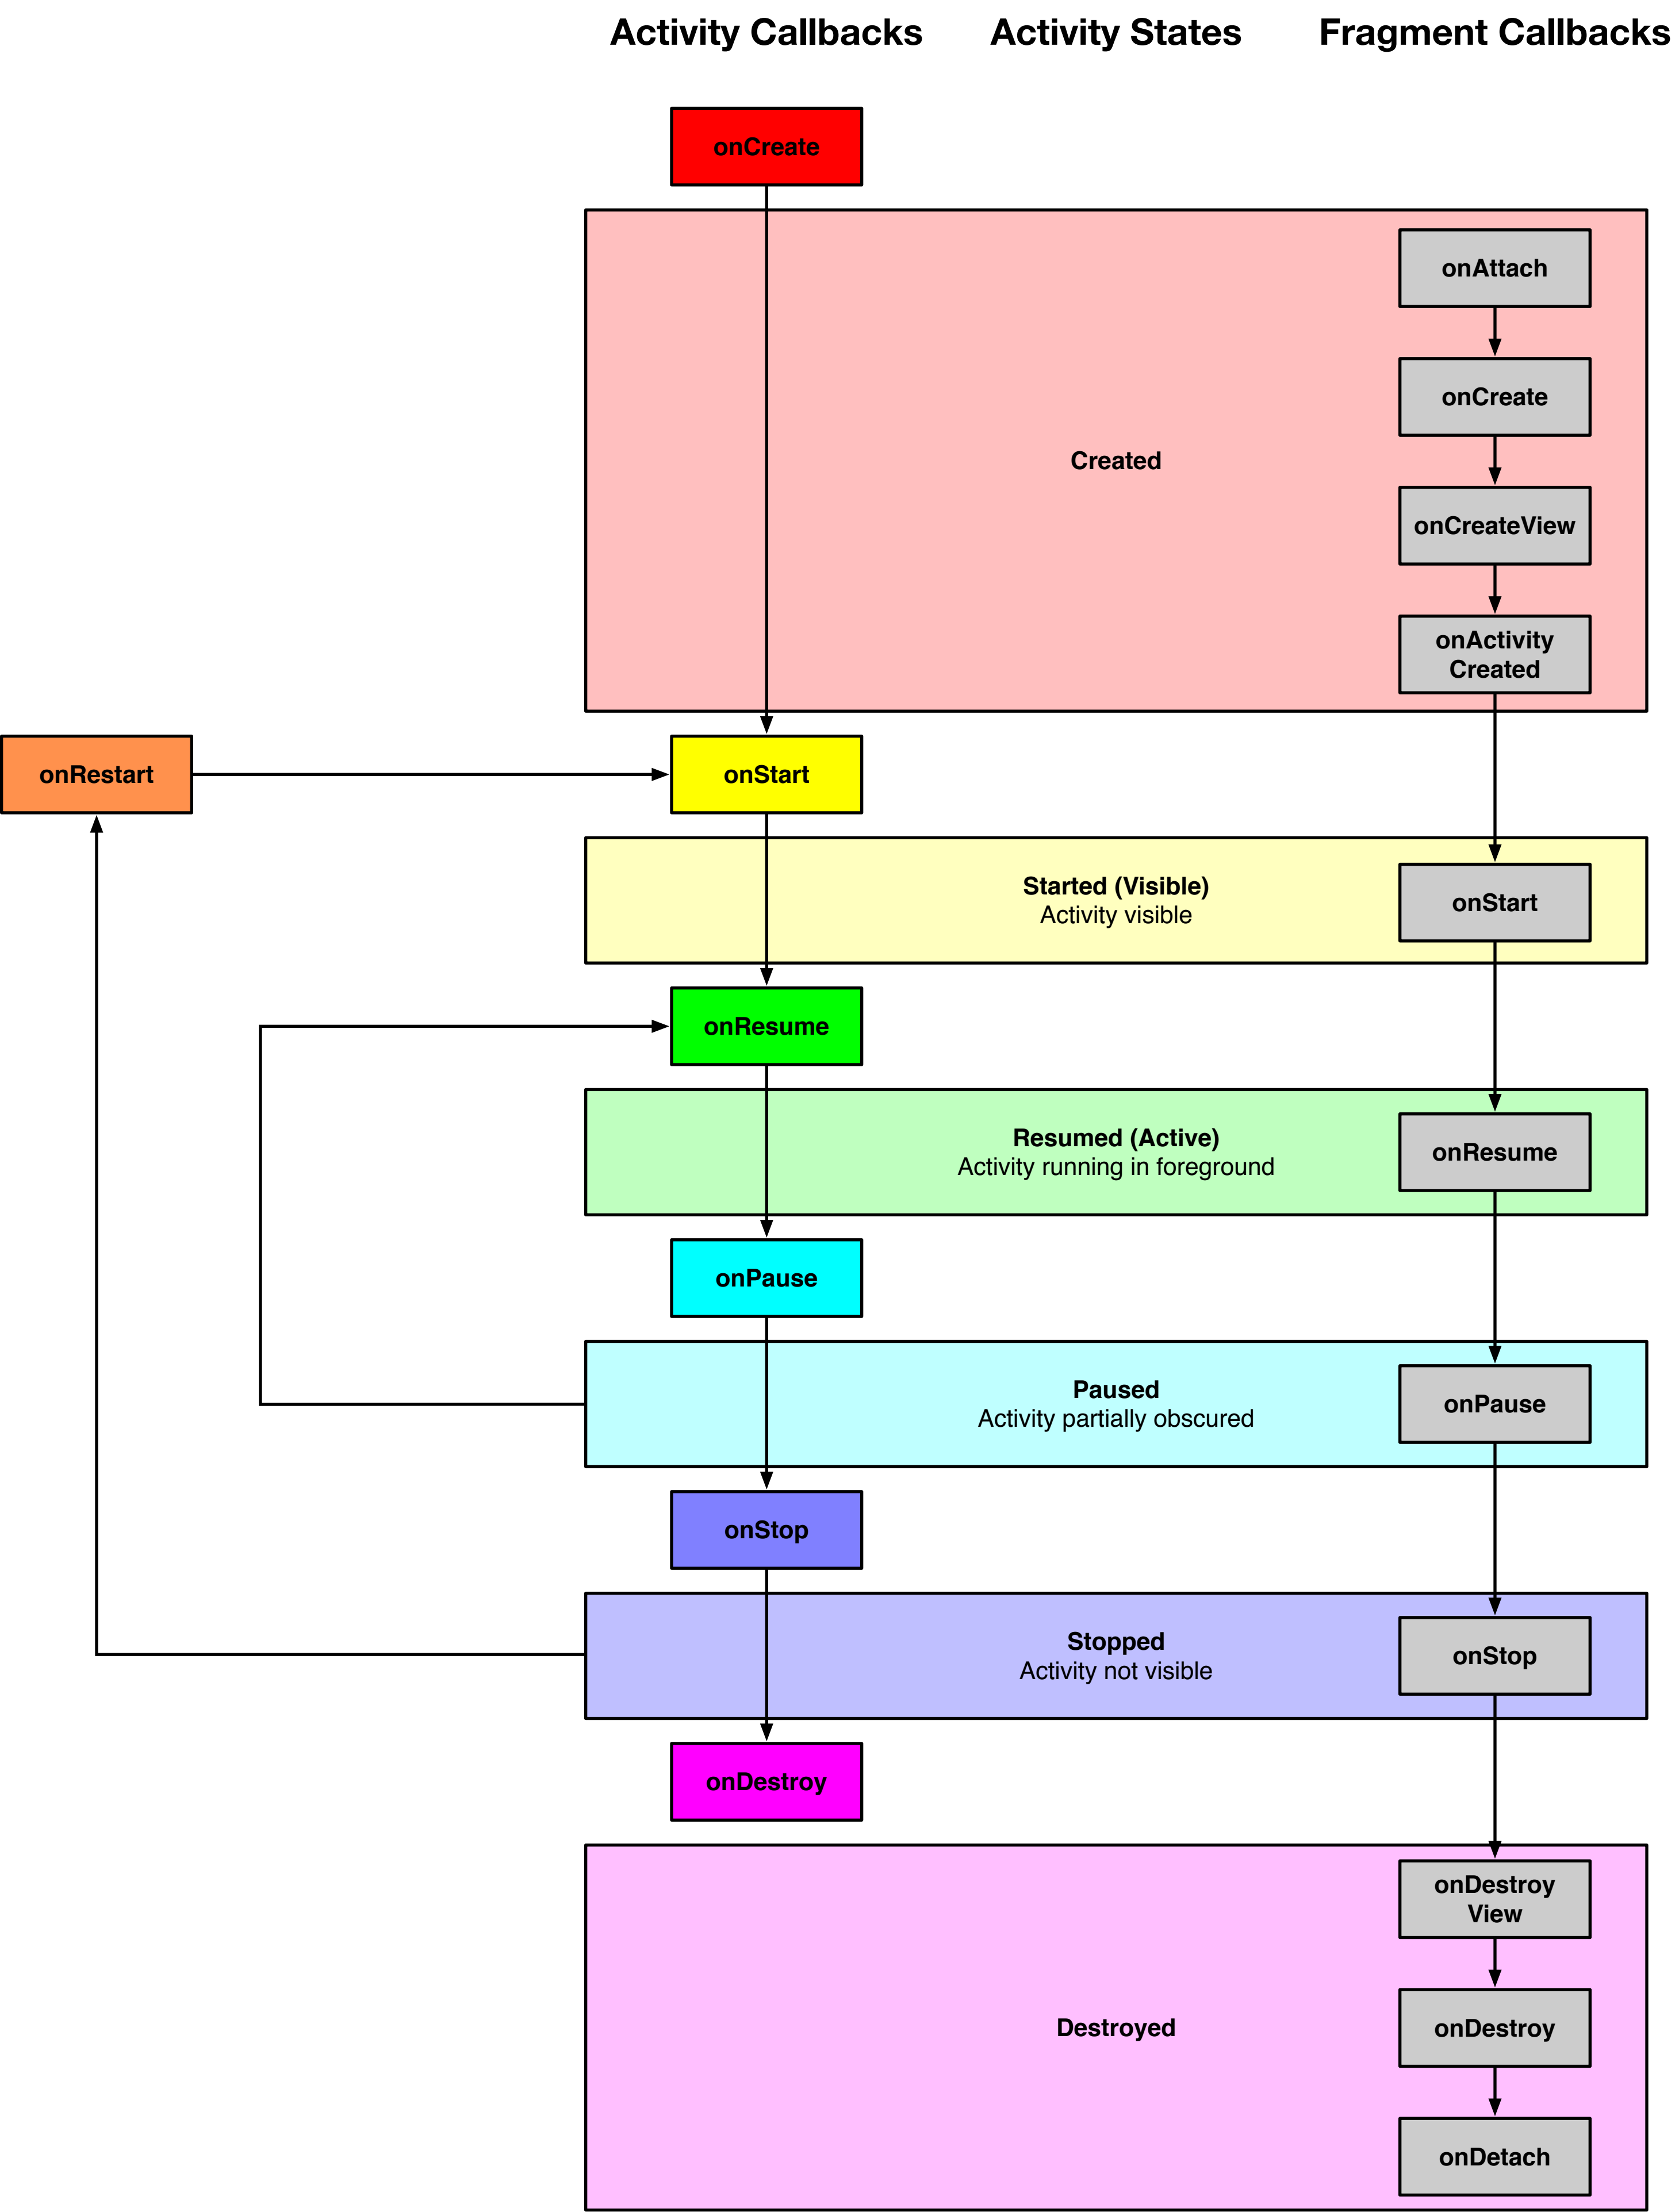 Activity Callbacks
Activity States
Fragment Callbacks
onCreate
onAttach
onCreate
Created
onCreateView
onActivity
Created
onRestart
onStart
Started (Visible)
Activity visible
onStart
onResume
Resumed (Active)
Activity running in foreground
onResume
onPause
Paused
Activity partially obscured
onPause
onStop
Stopped
Activity not visible
onStop
onDestroy
onDestroy
View
Destroyed
onDestroy
onDetach